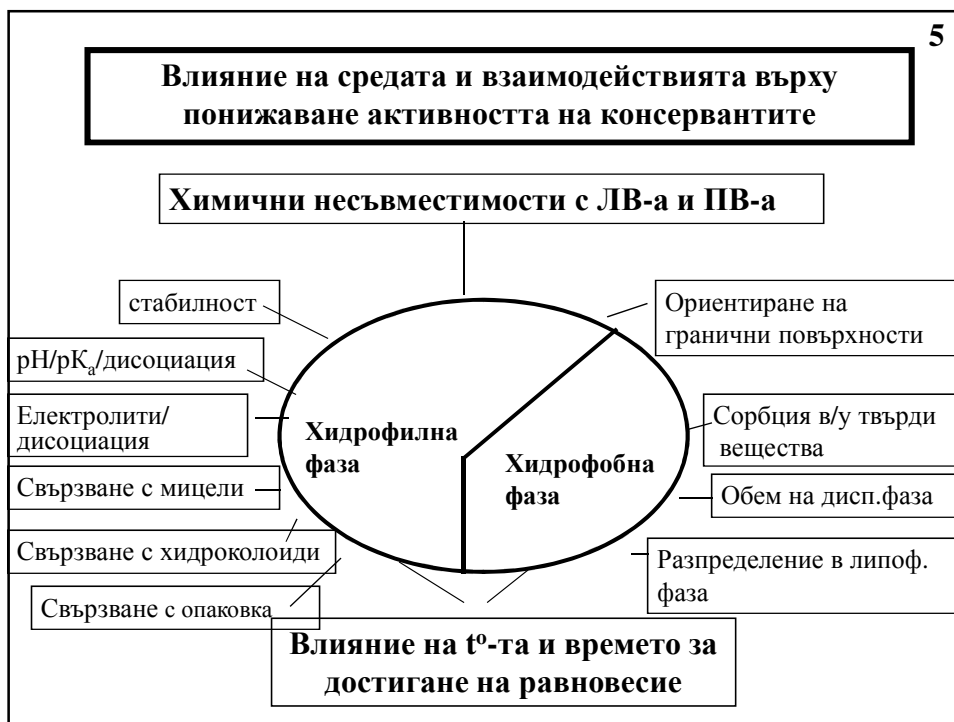 5
Влияние на средата и взаимодействията върху
понижаване активността на консервантите
Химични несъвместимости с ЛВ-а и ПВ-а
стабилност
pH/pKa/дисоциация
Електролити/
дисоциация
Свързване с мицели
Свързване с хидроколоиди
Свързване с опаковка
Хидрофилна
фаза
Хидрофобна
фаза
Ориентиране на
гранични повърхности
Сорбция в/у твърди
вещества
Обем на дисп.фаза
Разпределение в липоф.
фаза
Влияние на tº-та и времето за
достигане на равновесие